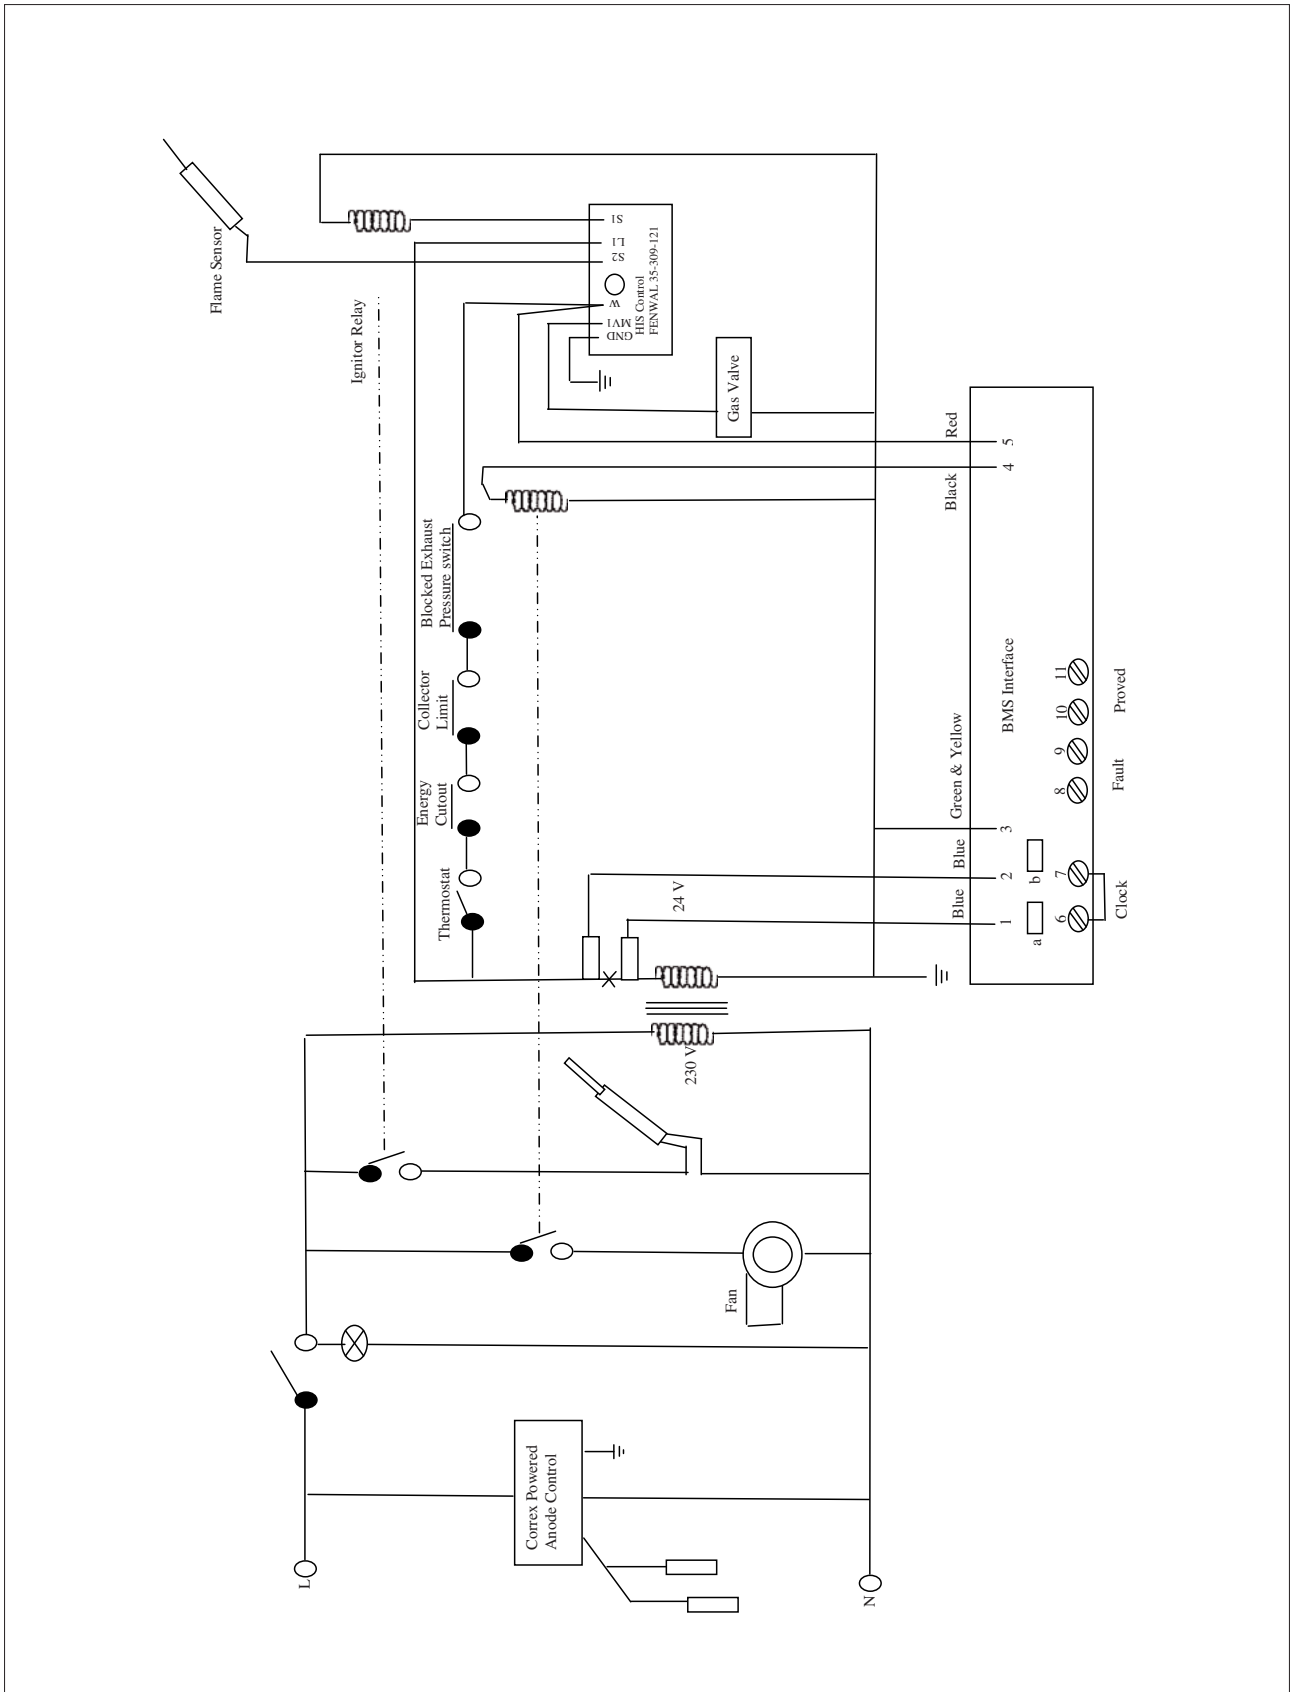 Flame Sensor
Ignitor Relay
S1
L1
S2
W
MV1
GND
HIS Control
FENWAL 35-309-121
Gas Valve
Blocked Exhaust
Pressure switch
Collector
Limit
Energy
Cutout
Thermostat
24 V
230 V
Red
Black
Green & Yellow
Blue
Blue
5
4
3
2
1
BMS Interface
a
b
6
7
8
9
10
11
Clock
Fault
Proved
Fan
Correx Powered
Anode Control
L
N